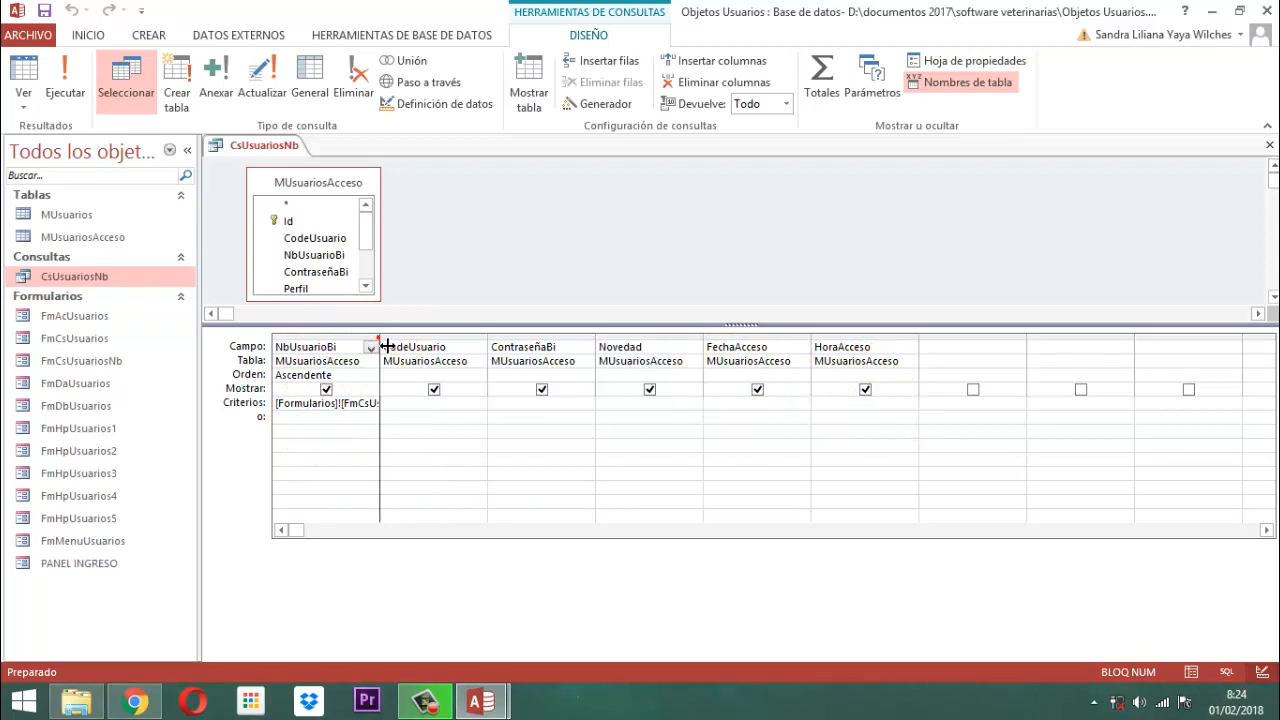 HERRAMIENTAS DE CONSULTAS
Objetos Usuarios : Base de datos- D:\documentos 2017\software veterinarias\Objetos Usuarios....
?
ARCHIVO
INICIO
CREAR
DATOS EXTERNOS
HERRAMIENTAS DE BASE DE DATOS
DISEÑO
Sandra Liliana Yaya Wilches
Ver
Ejecutar
Seleccionar
Crear
tabla
Anexar
Actualizar
General
Eliminar
Unión
Paso a través
Definición de datos
Mostrar
tabla
Insertar filas
Eliminar filas
Generador
Insertar columnas
Eliminar columnas
Devuelve:
Todo
Totales
Parámetros
Hoja de propiedades
XYZ
Nombres de tabla
Resultados
Tipo de consulta
Configuración de consultas
Mostrar u ocultar
Todos los objet...
Buscar...
Tablas
MUsuarios
MUsuariosAcceso
Consultas
CsUsuariosNb
Formularios
FmAcUsuarios
FmCsUsuarios
FmCsUsuariosNb
FmDaUsuarios
FmDbUsuarios
FmHpUsuarios1
FmHpUsuarios2
FmHpUsuarios3
FmHpUsuarios4
FmHpUsuarios5
FmMenuUsuarios
PANEL INGRESO
CsUsuariosNb
MUsuariosAcceso
*
Id
CodeUsuario
NbUsuarioBi
ContraseñaBi
Perfil
Campo: NbUsuarioBi deUsuario ContraseñaBi Novedad FechaAcceso HoraAcceso
Tabla: MUsuariosAcceso MUsuariosAcceso MUsuariosAcceso MUsuariosAcceso MUsuariosAcceso MUsuariosAcceso
Orden: Ascendente
Mostrar:
Criterios: [Formularios]![FmCsU
o:
Preparado
BLOQ NUM
SQL
Pr
8:24
01/02/2018